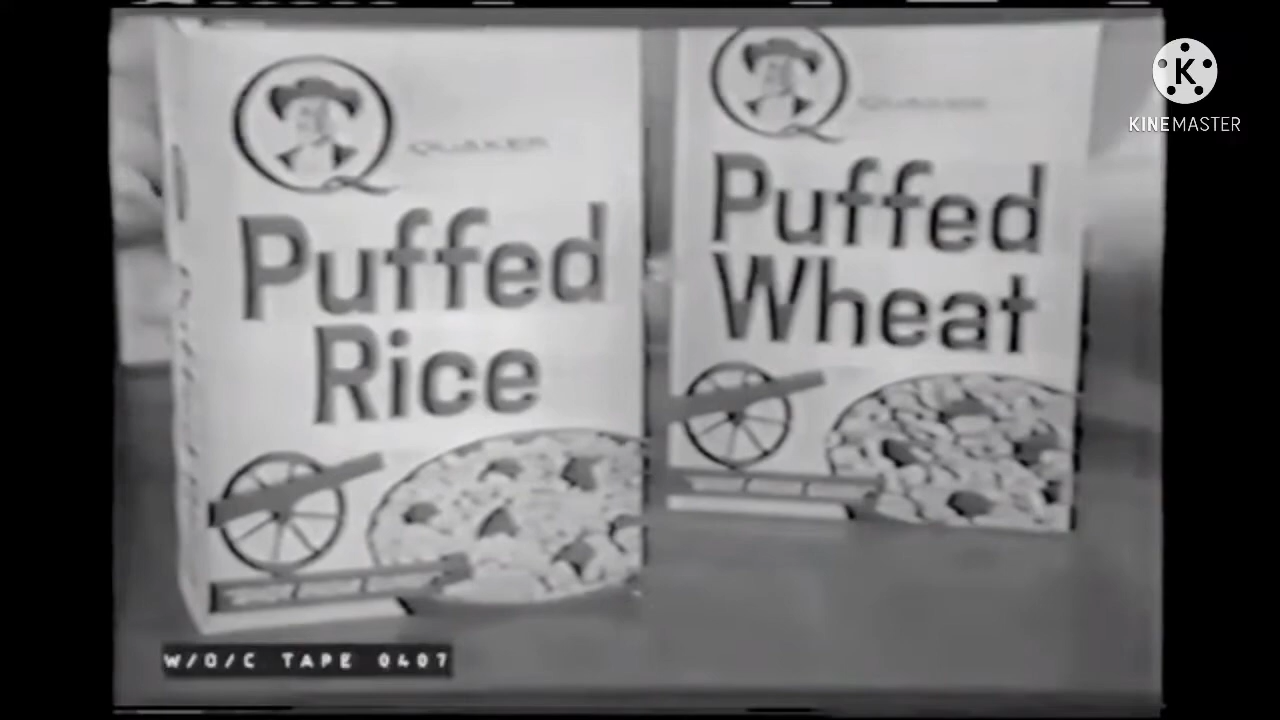 QUAKER
Puffed
Rice
QUAKER
Puffed
Wheat
K
KINEMASTER
W/O/C TAPE 0407